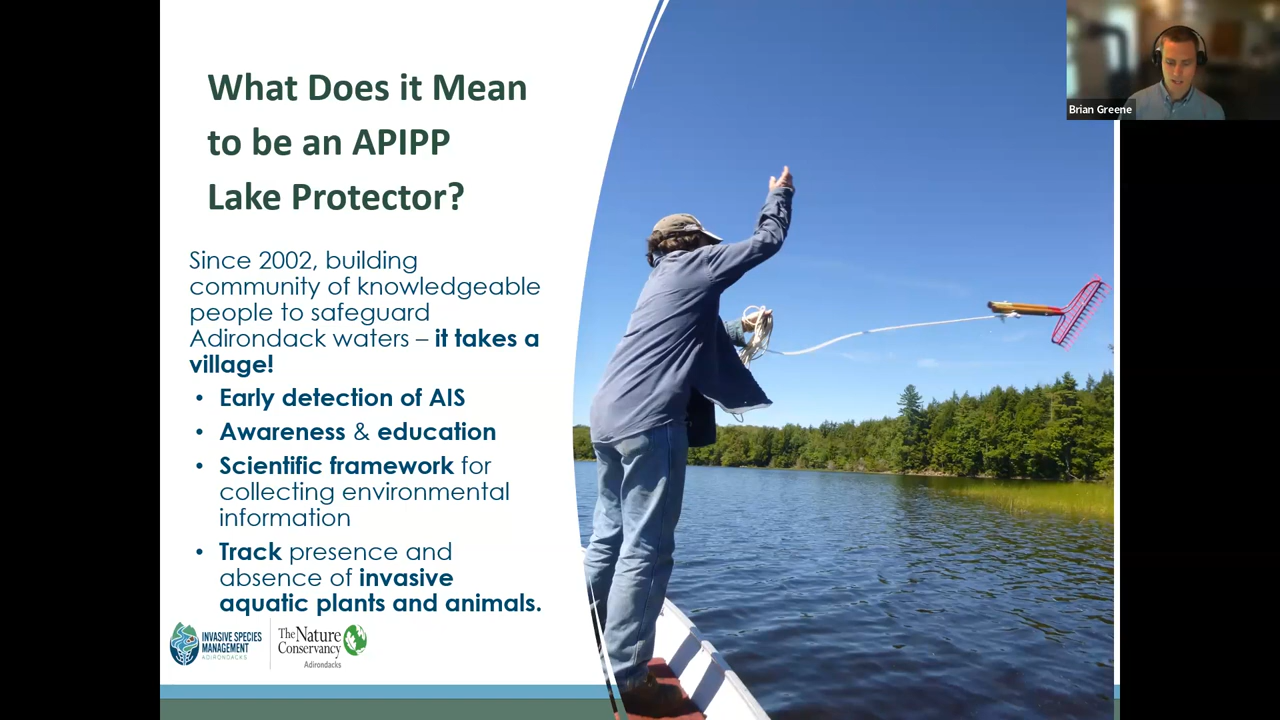 What Does it Mean
to be an APIPP
Lake Protector?
Since 2002, building
community of knowledgeable
people to safeguard
Adirondack waters – it takes a
village!
• Early detection of AIS
• Awareness & education
• Scientific framework for
collecting environmental
information
• Track presence and
absence of invasive
aquatic plants and animals.
INVASIVE SPECIES
MANAGEMENT
ADIRONDACKS
The Nature
Conservancy
Adirondacks
Brian Greene